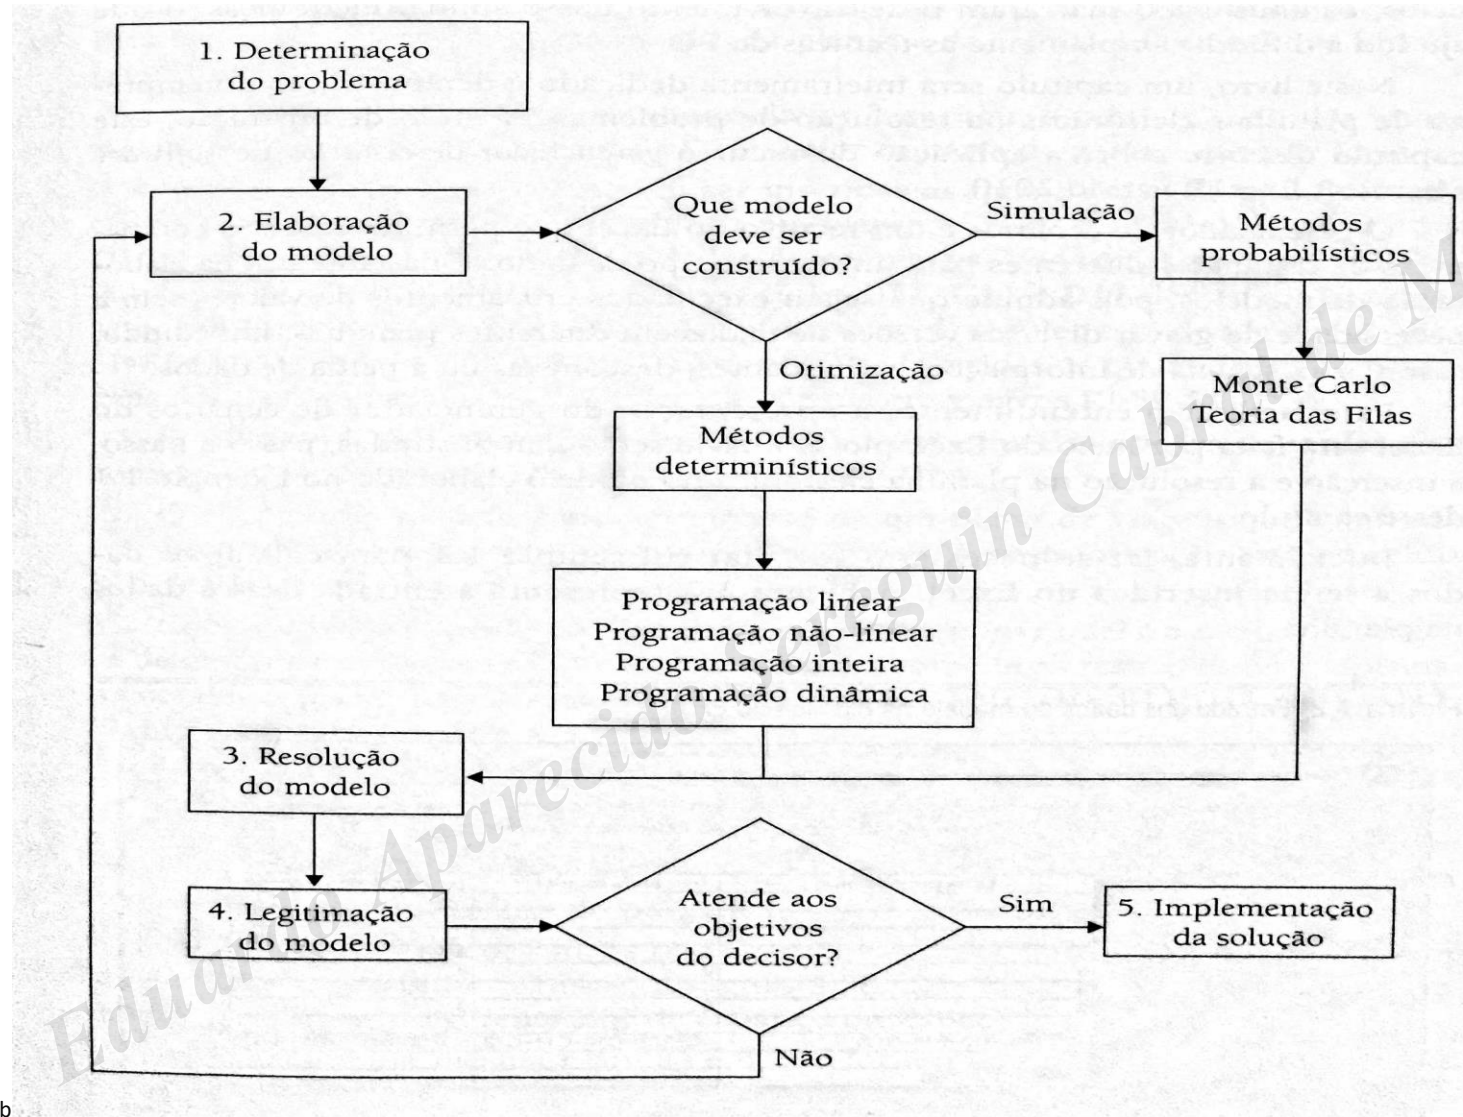 1. Determinação
do problema
2. Elaboração
do modelo
Que modelo
deve ser
construído?
Simulação
Métodos
probabilísticos
Otimização
Monte Carlo
Teoria das Filas
Métodos
determinísticos
Programação linear
Programação não-linear
Programação inteira
Programação dinâmica
3. Resolução
do modelo
4. Legitimação
do modelo
Atende aos
objetivos
do decisor?
Sim
5. Implementação
da solução
Não
Eduardo Aparecido Sereguin Cabral de M
b